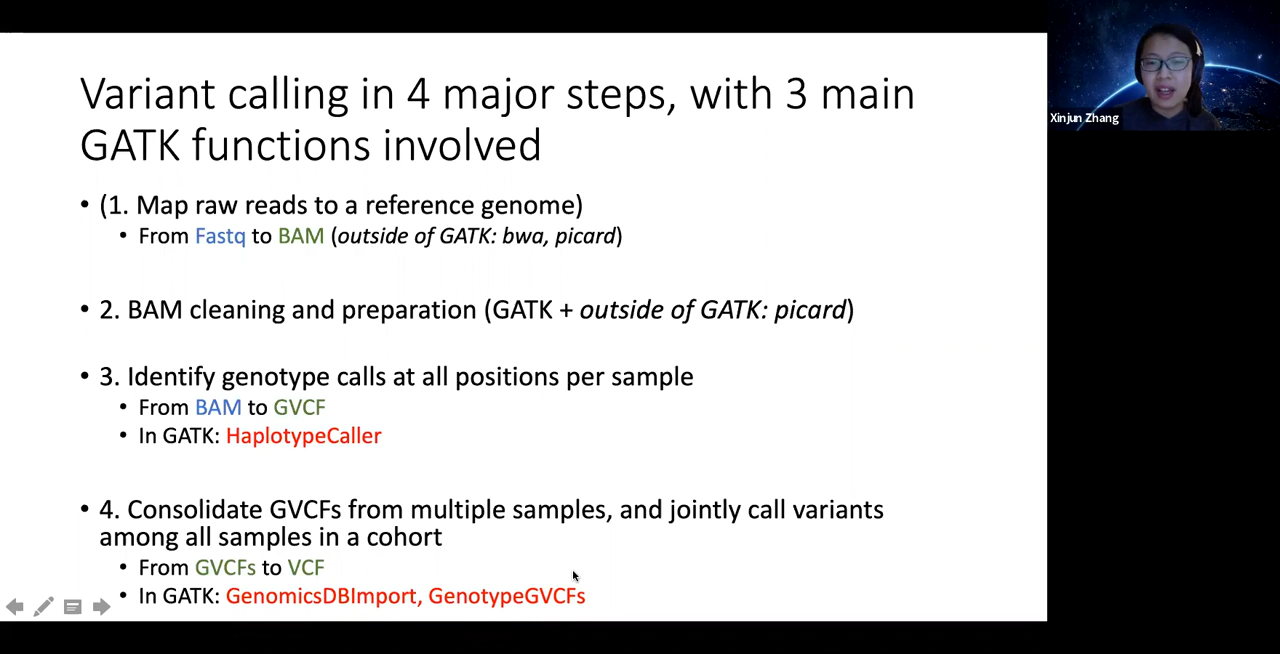 Variant calling in 4 major steps, with 3 main
GATK functions involved
• (1. Map raw reads to a reference genome)
• From Fastq to BAM (outside of GATK: bwa, picard)
• 2. BAM cleaning and preparation (GATK + outside of GATK: picard)
• 3. Identify genotype calls at all positions per sample
• From BAM to GVCF
• In GATK: HaplotypeCaller
• 4. Consolidate GVCFs from multiple samples, and jointly call variants
among all samples in a cohort
• From GVCFs to VCF
• In GATK: GenomicsDBImport, GenotypeGVCFs
Xinjun Zhang